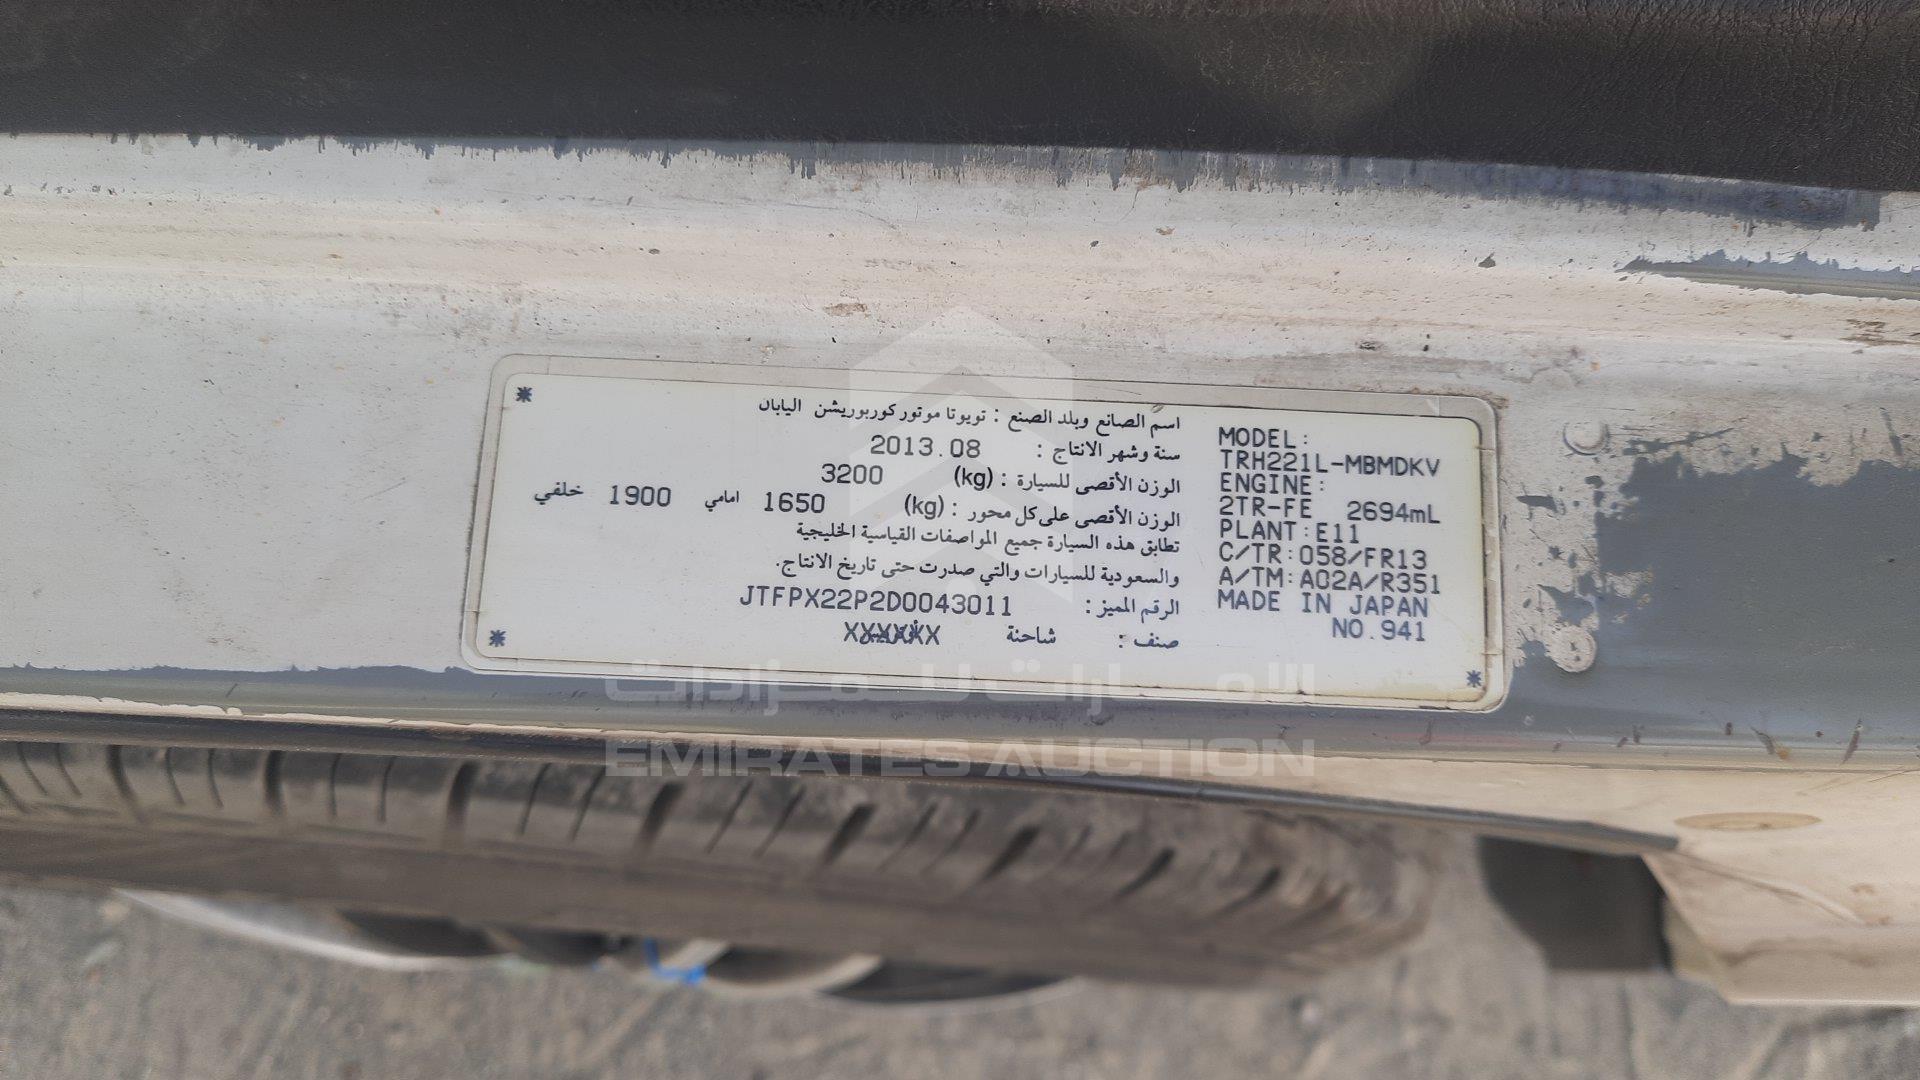 اسم الصانع وبلد الصنع : تويوتا موتور كوربوريشن اليابان
سنة وشهر الانتاج : 2013.08
الوزن الأقصى للسيارة : (kg) 3200
الوزن الأقصى على كل محور : (kg) 1650 امامي 1900 خلفي
تطابق هذه السيارة جميع المواصفات القياسية الخليجية
والسعودية للسيارات والتي صدرت حتى تاريخ الانتاج.
الرقم المميز : JTFPX22P2D0043011
صنف : شاحنة XXXXXX
MODEL:
TRH221L-MBMDKV
ENGINE:
2TR-FE 2694mL
PLANT:E11
C/TR:058/FR13
A/TM:A02A/R351
MADE IN JAPAN
NO.941
الإمارات للمزادات
EMIRATES AUCTION